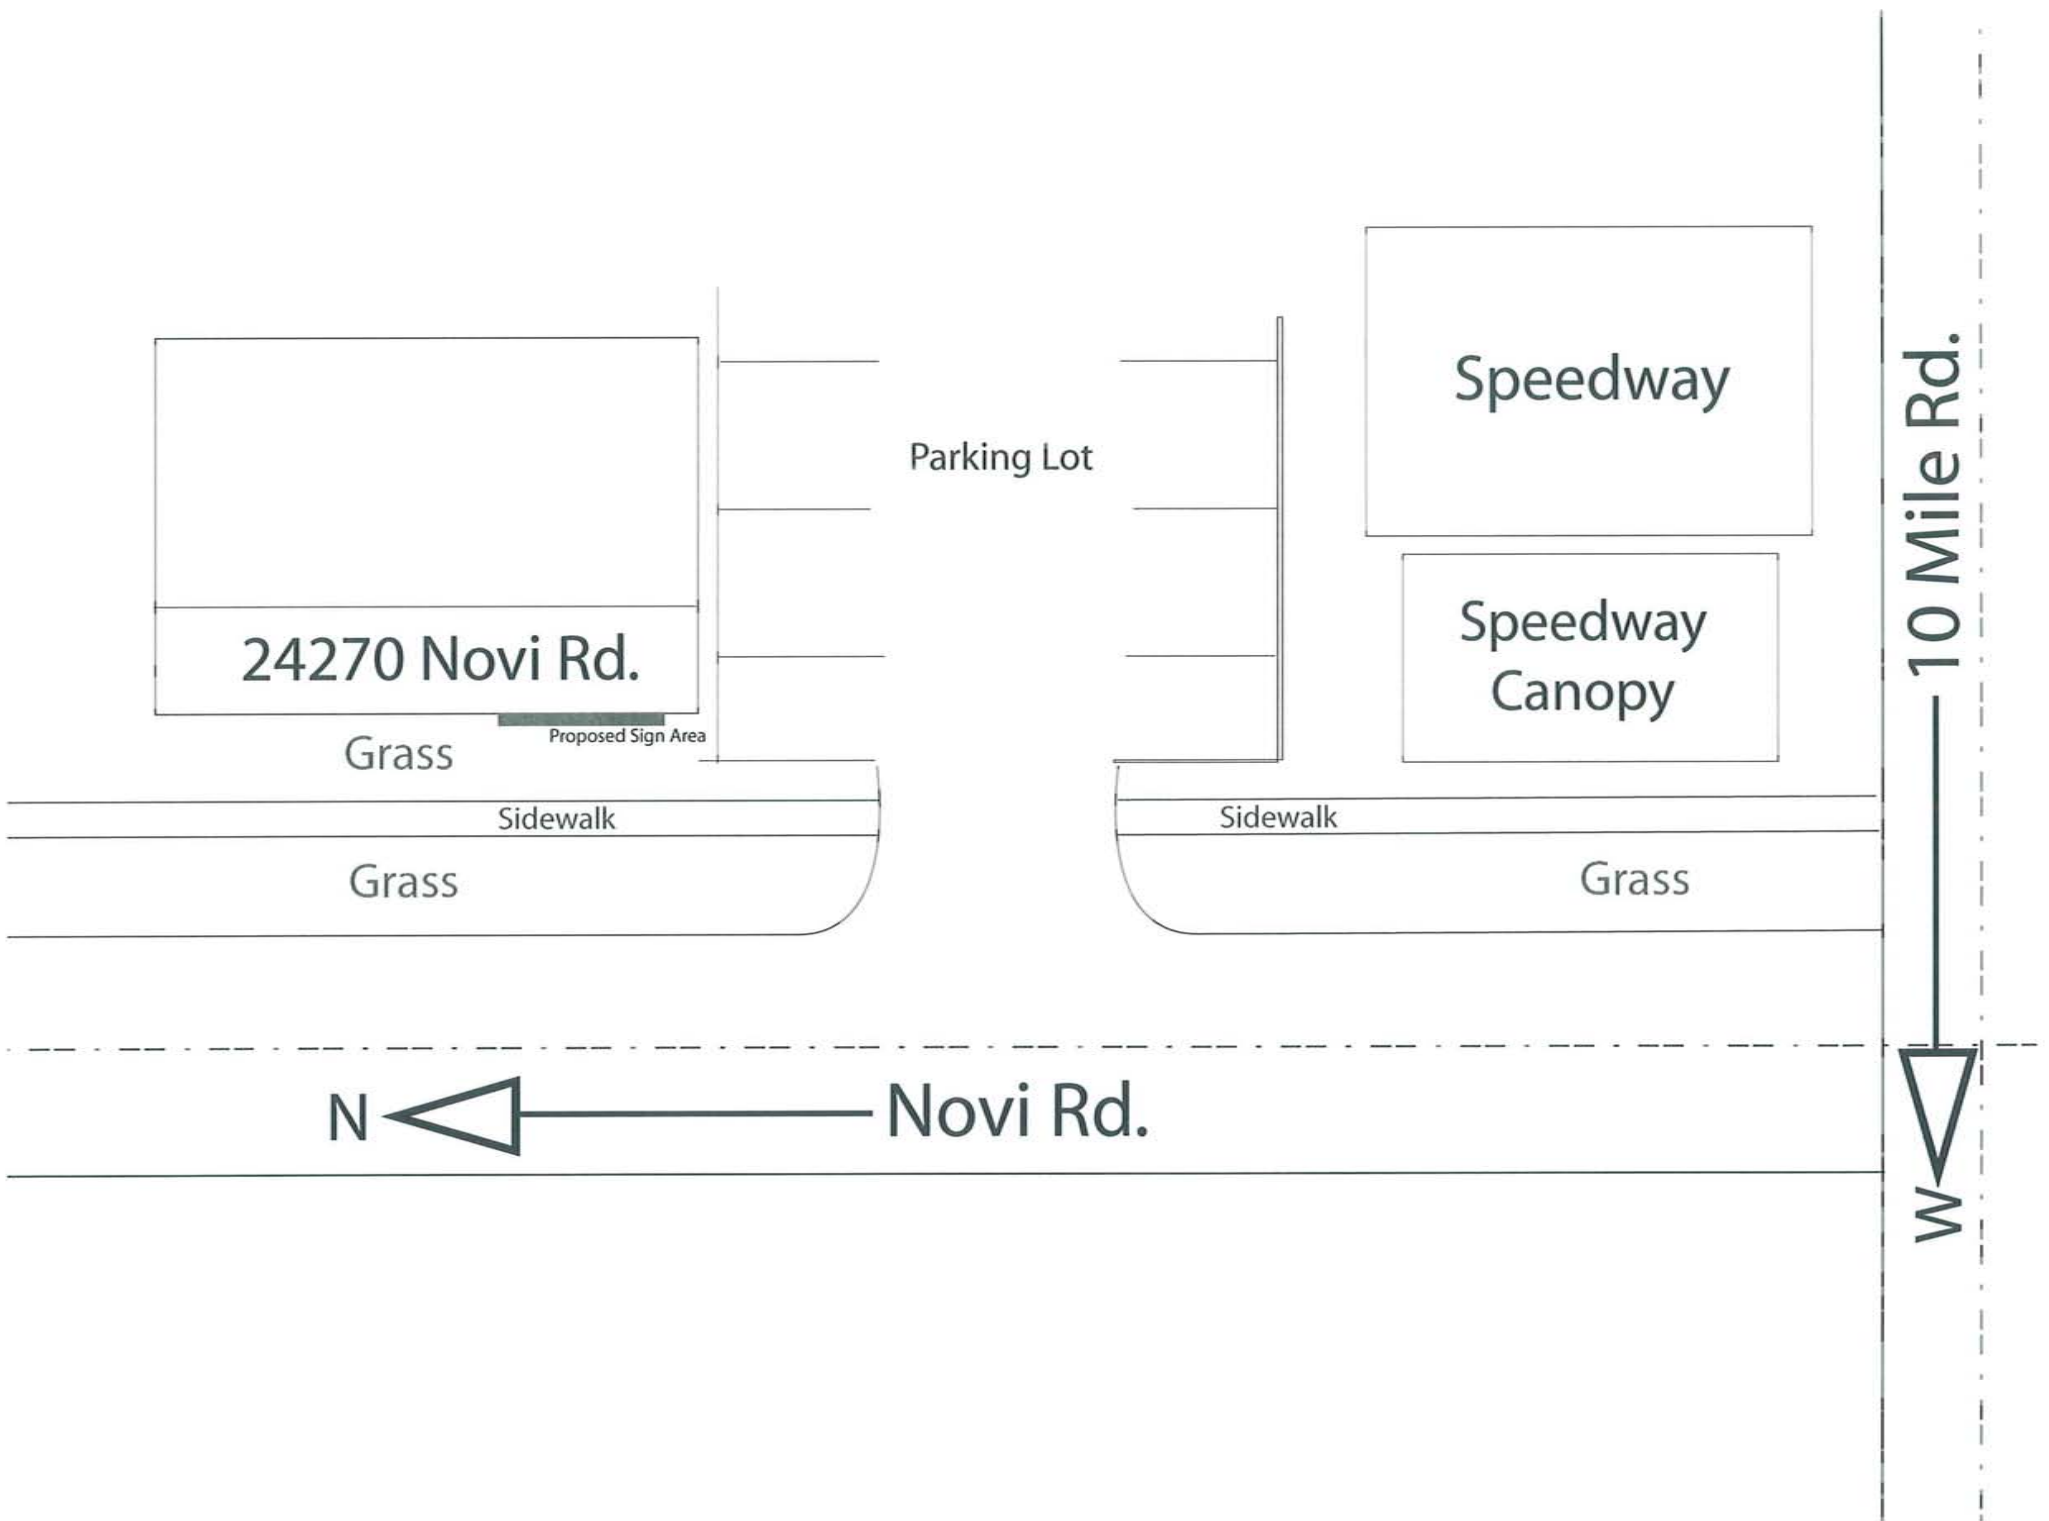 Speedway
10 Mile Rd.
Parking Lot
Speedway
Canopy
24270 Novi Rd.
Proposed Sign Area
Grass
Sidewalk
Sidewalk
Grass
Grass
N
Novi Rd.
W